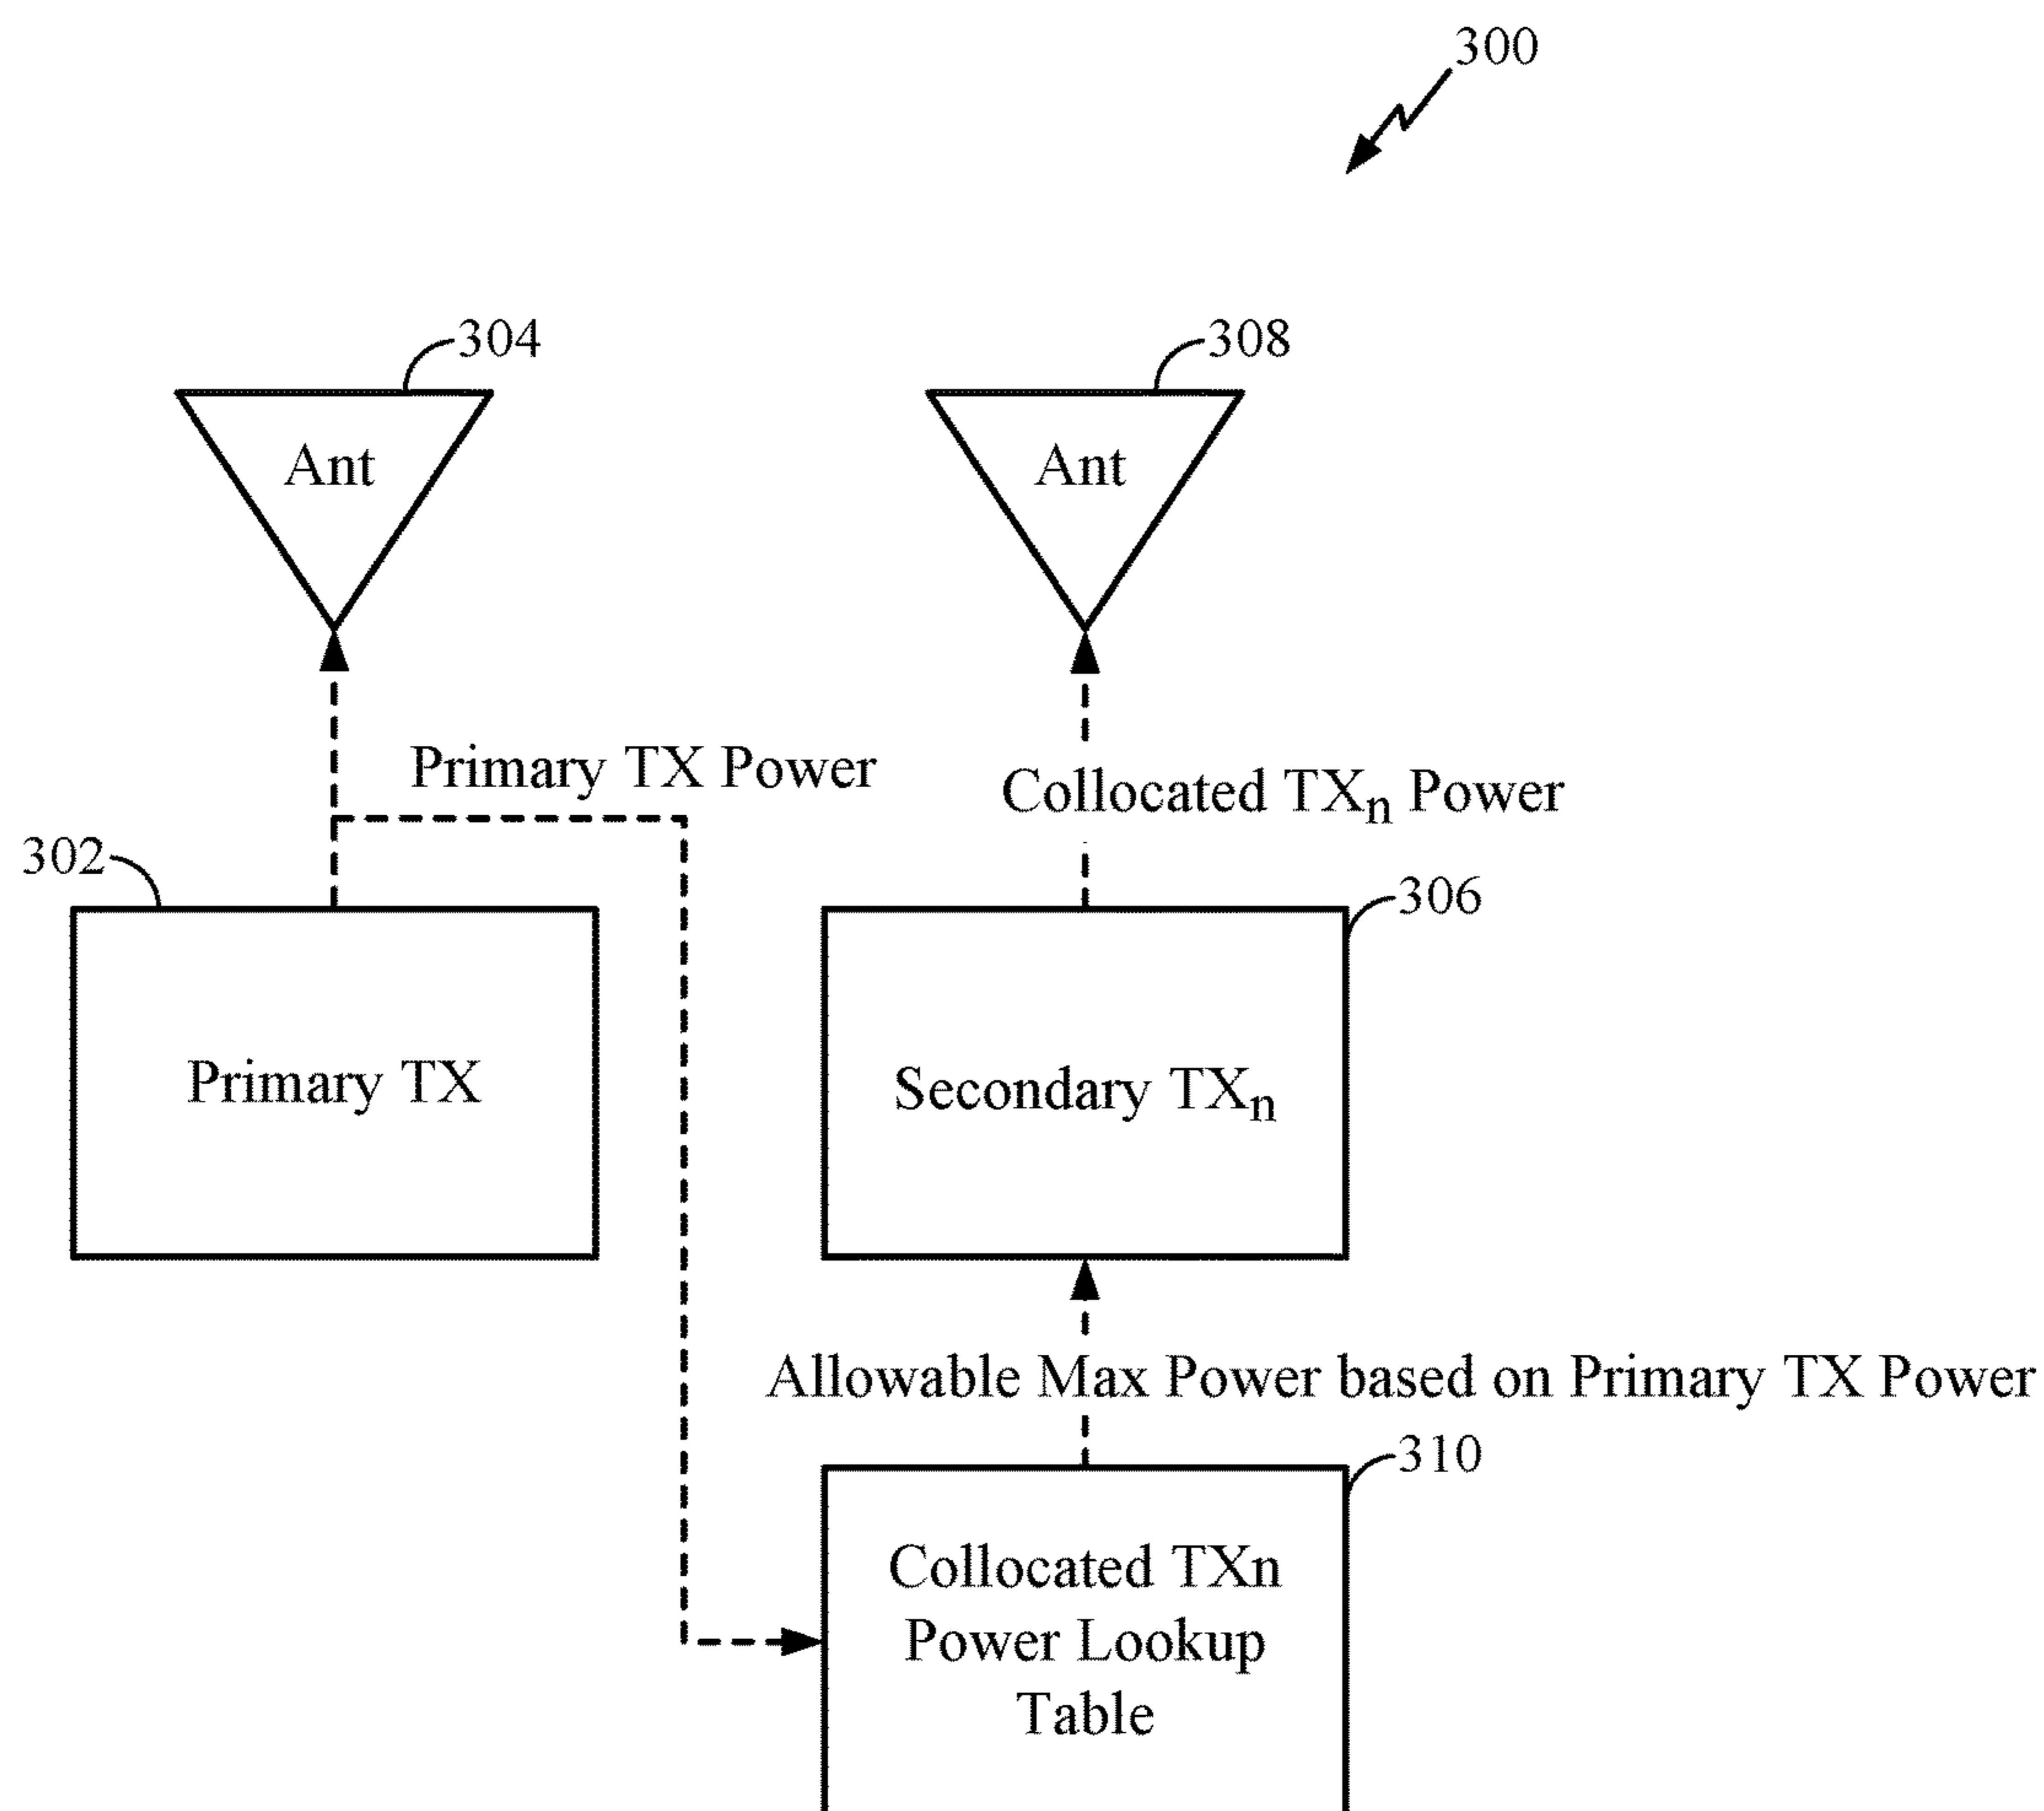 300
304
308
Ant
Ant
Primary TX Power
Collocated TXn Power
302
306
Primary TX
Secondary TXn
Allowable Max Power based on Primary TX Power
310
Collocated TXn
Power Lookup
Table